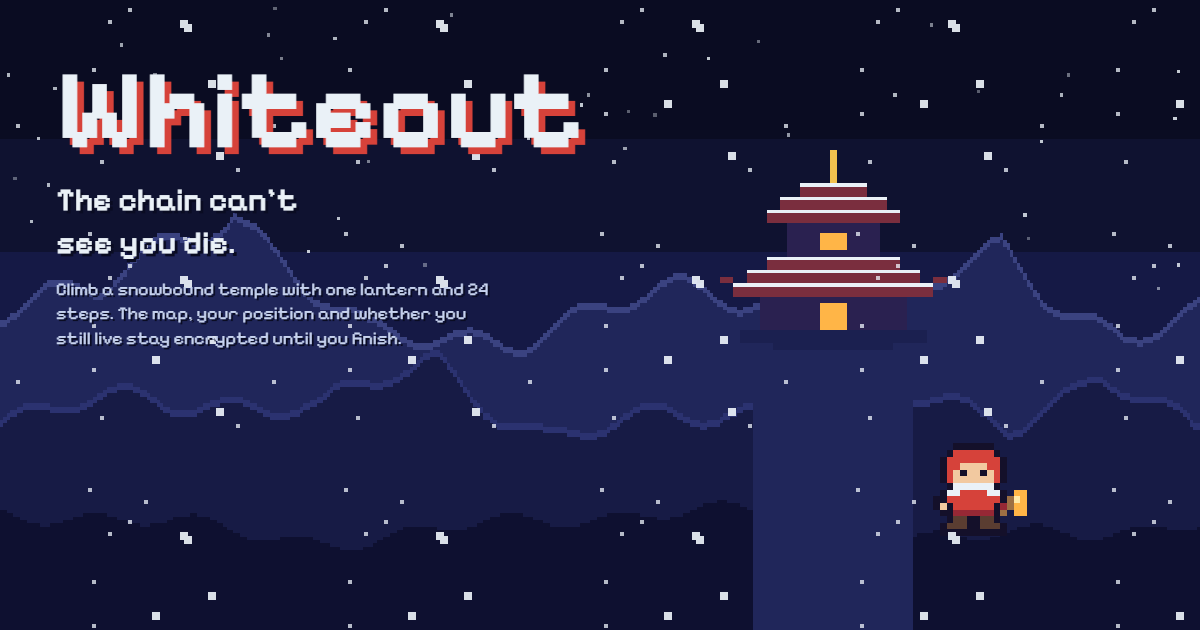 Whiteout
The chain can't
see you die.
Climb a snowbound temple with one lantern and 24
steps. The map, your position and whether you
still live stay encrypted until you finish.